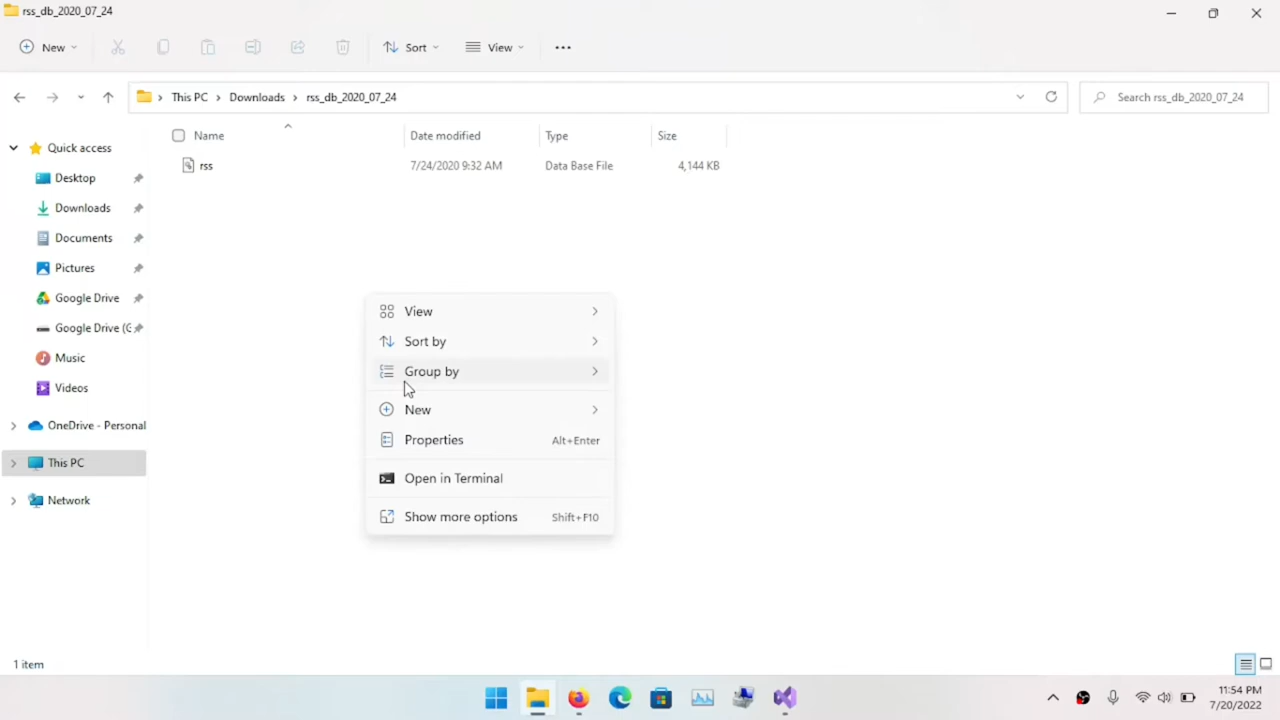 rss_db_2020_07_24
New Sort View
This PC Downloads rss_db_2020_07_24 Search rss_db_2020_07_24
Name Date modified Type Size
rss 7/24/2020 9:32 AM Data Base File 4,144 KB
Quick access
Desktop
Downloads
Documents
Pictures
Google Drive
Google Drive (G
Music
Videos
OneDrive - Personal
This PC
Network
View
Sort by
Group by
New
Properties Alt+Enter
Open in Terminal
Show more options Shift+F10
1 item
11:54 PM
7/20/2022